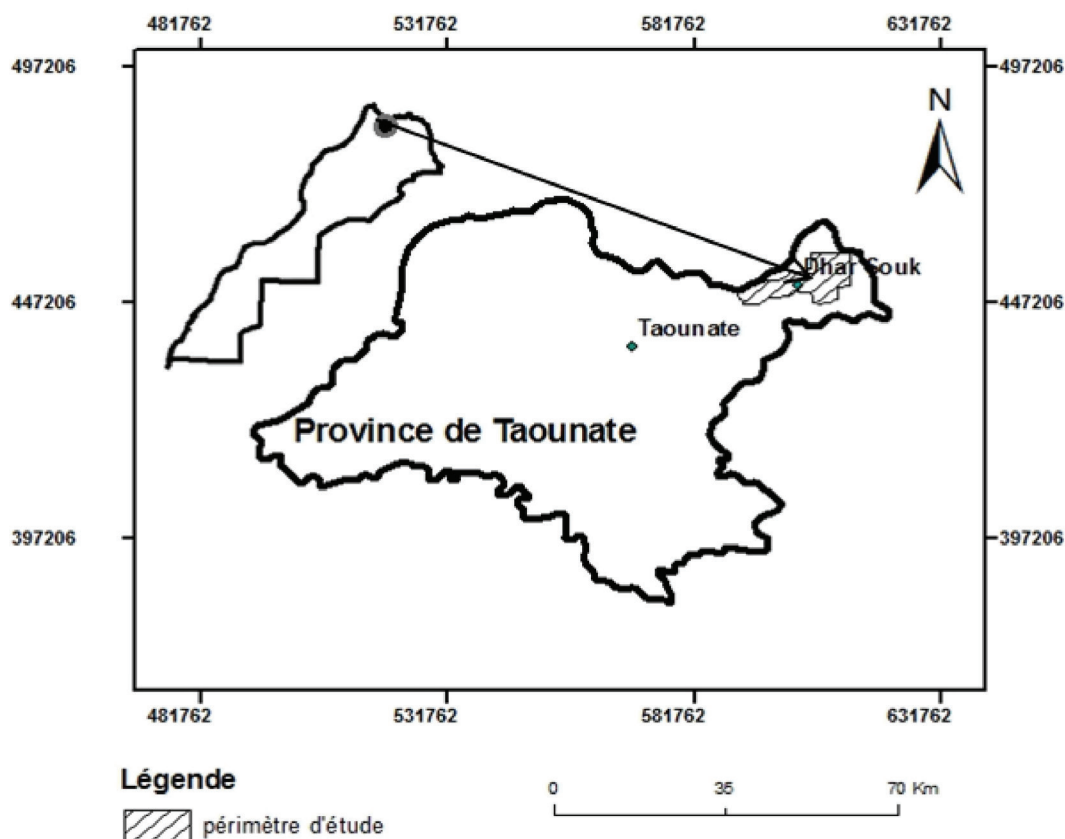 481762 531762 581762 631762
497206 497206
N
Dhar Souk
447206 447206
Taounate
Province de Taounate
397206 397206
481762 531762 581762 631762
Légende
0 35 70 Km
périmètre d'étude